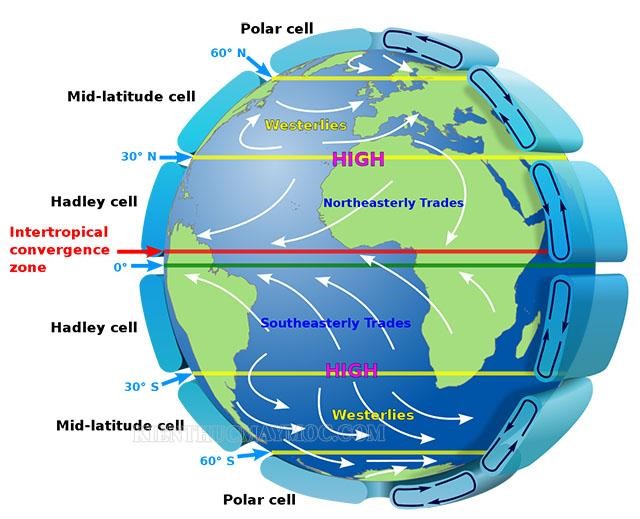 Polar cell
60° N
Mid-latitude cell
Westerlies
30° N
HIGH
Hadley cell
Northeasterly Trades
Intertropical
convergence
zone
0°
Hadley cell
Southeasterly Trades
HIGH
30° S
Westerlies
Mid-latitude cell
KIENTHUCMAYMOC.COM
60° S
Polar cell